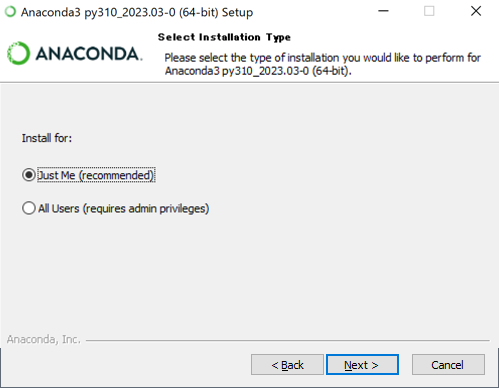 Anaconda3 py310_2023.03-0 (64-bit) Setup
Select Installation Type
ANACONDA.
Please select the type of installation you would like to perform for
Anaconda3 py310_2023.03-0 (64-bit).
Install for:
Just Me (recommended)
All Users (requires admin privileges)
Anaconda, Inc.
< Back
Next >
Cancel